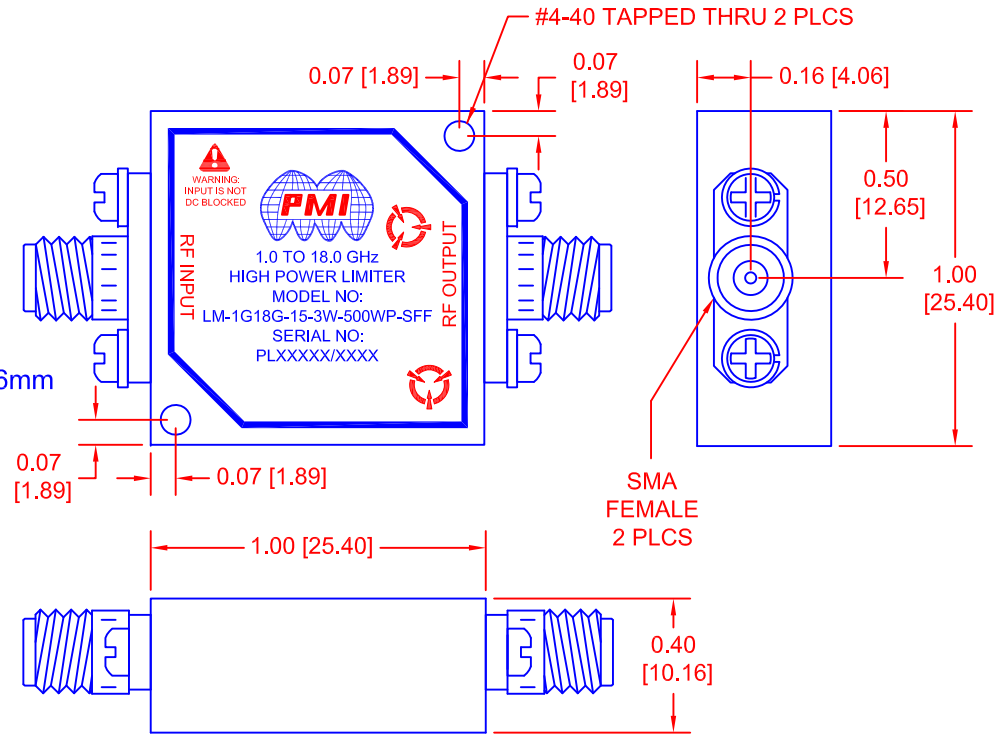 #4-40 TAPPED THRU 2 PLCS
0.07 [1.89]
0.07
[1.89]
0.16 [4.06]
WARNING:
INPUT IS NOT
DC BLOCKED
PMI
RF INPUT
RF OUTPUT
1.0 TO 18.0 GHz
HIGH POWER LIMITER
MODEL NO:
LM-1G18G-15-3W-500WP-SFF
SERIAL NO:
PLXXXXX/XXXX
0.50
[12.65]
1.00
[25.40]
6mm
0.07
[1.89]
0.07 [1.89]
SMA
FEMALE
2 PLCS
1.00 [25.40]
0.40
[10.16]